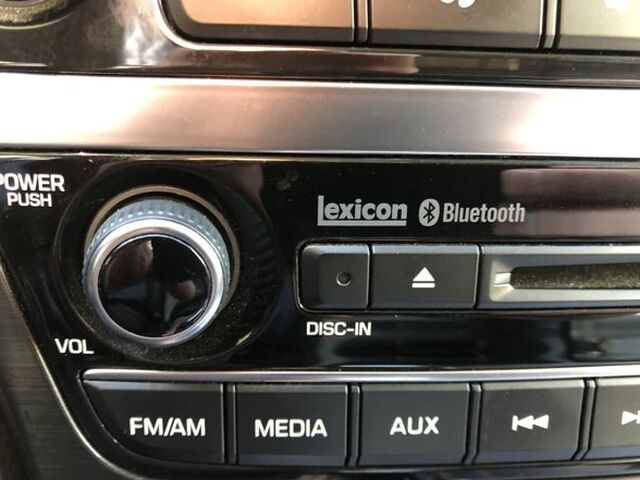 POWER
PUSH
lexicon Bluetooth
DISC-IN
VOL
FM/AM MEDIA AUX